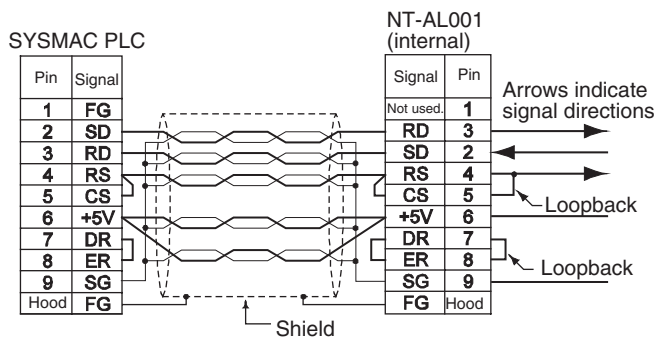 SYSMAC PLC
Pin Signal
1 FG
2 SD
3 RD
4 RS
5 CS
6 +5V
7 DR
8 ER
9 SG
Hood FG
Shield
NT-AL001
(internal)
Signal Pin
Not used. 1
RD 3
SD 2
RS 4
CS 5
+5V 6
DR 7
ER 8
SG 9
FG Hood
Arrows indicate
signal directions
Loopback
Loopback